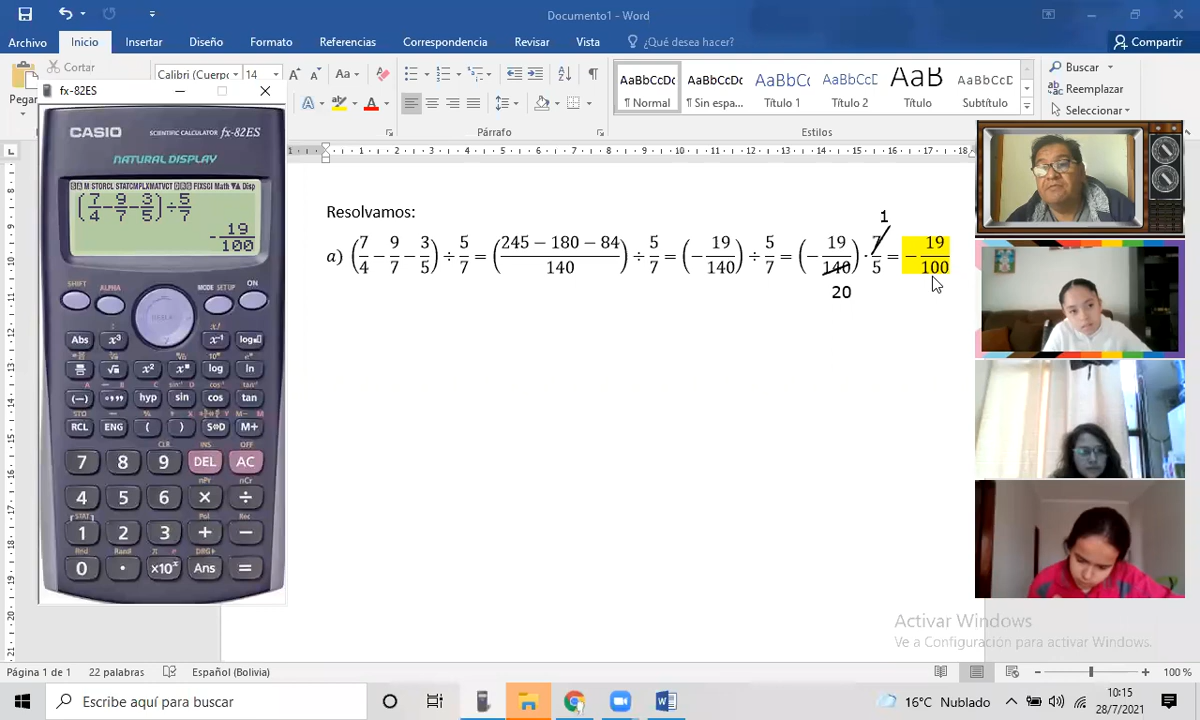 Documento1 - Word
Archivo Inicio Insertar Diseño Formato Referencias Correspondencia Revisar Vista ¿Qué desea hacer? Compartir
Cortar
Pegar
Calibri (Cuerpo 14
AaBbCcDc AaBbCcDc AaBbCcD AaBbCcD AaB AaBbCcD
¶ Normal ¶ Sin espa... Título 1 Título 2 Título Subtítulo
Buscar
Reemplazar
Seleccionar
Párrafo Estilos
fx-82ES
CASIO SCIENTIFIC CALCULATOR fx-82ES
NATURAL DISPLAY
(7/4-9/7-3/5)÷5/7
-19/100
SHIFT ALPHA MODE SETUP ON
Abs x³ x! x⁻¹ log
√ x² log ln
(−) hyp sin cos tan
RCL ENG ( ) S⇔D M+
7 8 9 DEL AC
4 5 6 × ÷
1 2 3 + −
0 . ×10ˣ Ans =
Resolvamos:
a) (7/4 − 9/7 − 3/5) ÷ 5/7 = (245 − 180 − 84/140) ÷ 5/7 = (− 19/140) ÷ 5/7 = (− 19/140) · 7/5 = − 19/100
1
20
Activar Windows
Ve a Configuración para activar Windows.
Página 1 de 1 22 palabras Español (Bolivia) 100 %
Escribe aquí para buscar
16°C Nublado
10:15
28/7/2021